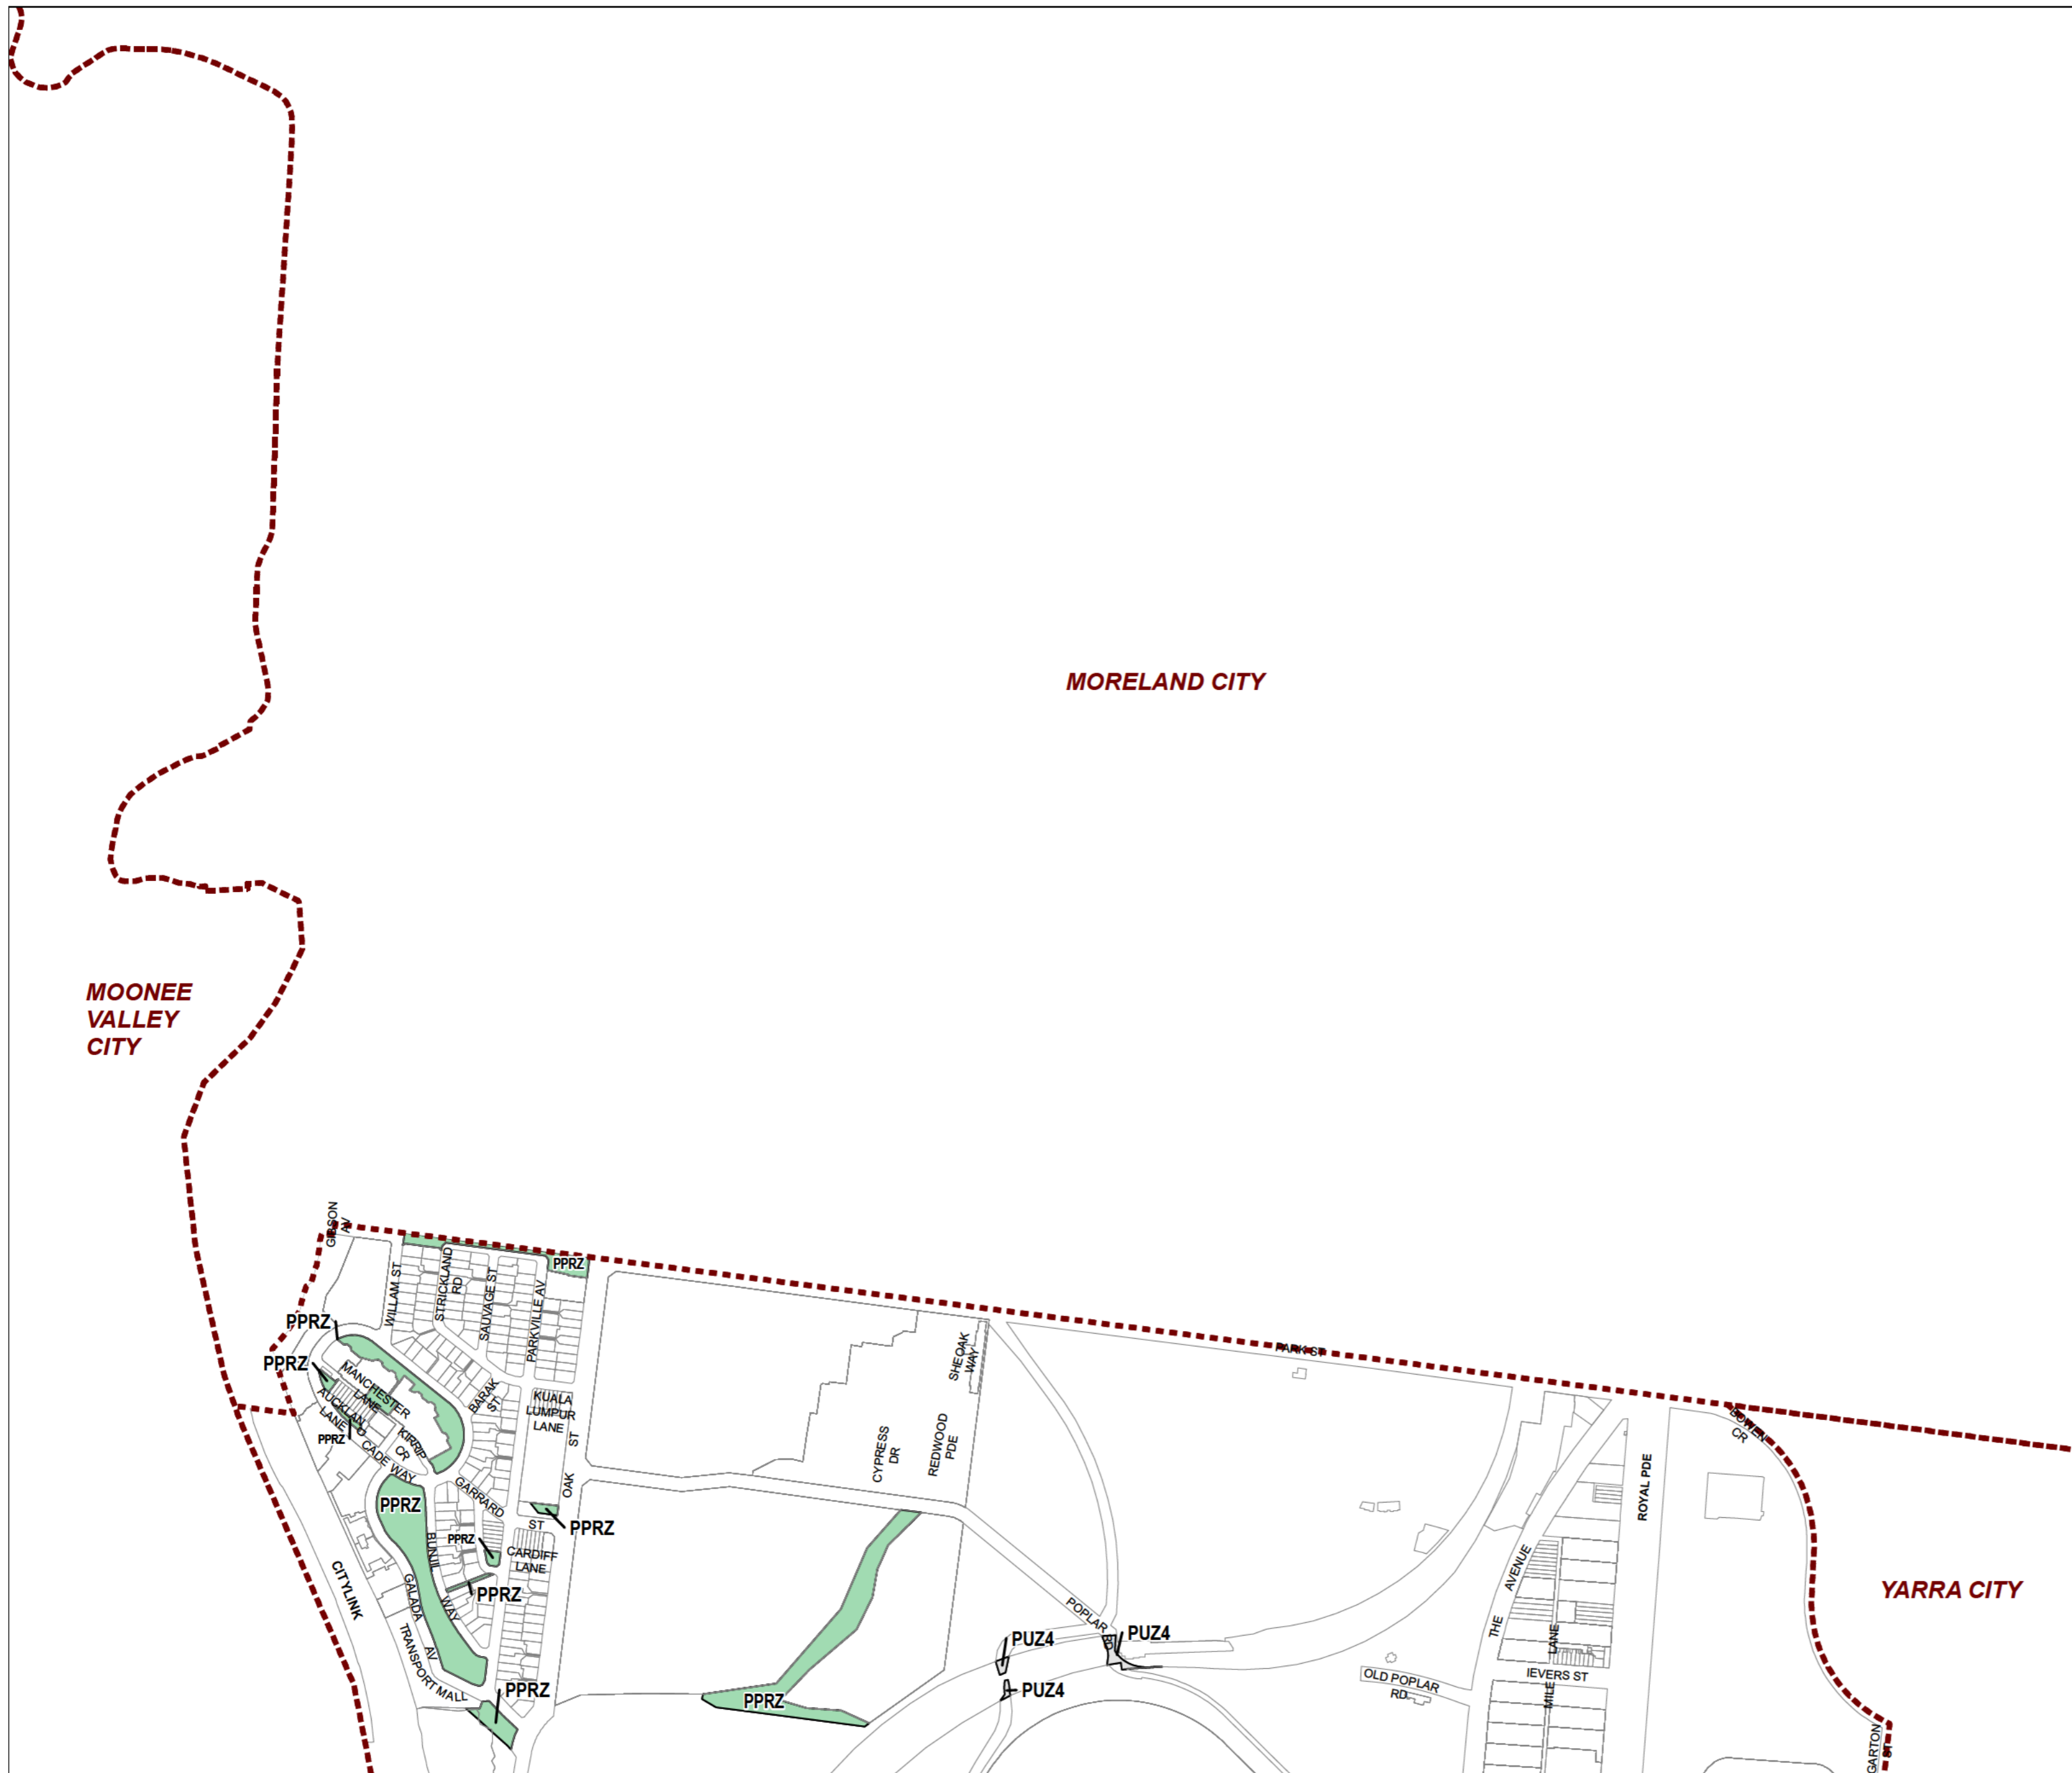 MORELAND CITY
MOONEE
VALLEY
CITY
GIBSON
AV
PPRZ
WILLAM ST
STRICKLAND
RD
SAUVAGE ST
PARKVILLE AV
PPRZ
PPRZ
MANCHESTER
LANE
AUCKLAND
LANE
PPRZ
CADE WAY
KIRRIP
CR
BARAK
ST
KUALA
LUMPUR
LANE
OAK ST
SHEOAK
WAY
CYPRESS
DR
REDWOOD
PDE
PARK ST
BOWEN
CR
ROYAL PDE
PPRZ
GARRARD
ST
PPRZ
PPRZ
BUNJIL
WAY
CARDIFF
LANE
PPRZ
CITYLINK
GALADA
AV
TRANSPORT MALL
PPRZ
PPRZ
POPLAR
RD
PUZ4
PUZ4
PUZ4
THE AVENUE
MILE LANE
IEVERS ST
OLD POPLAR
RD
YARRA CITY
GARTON
ST